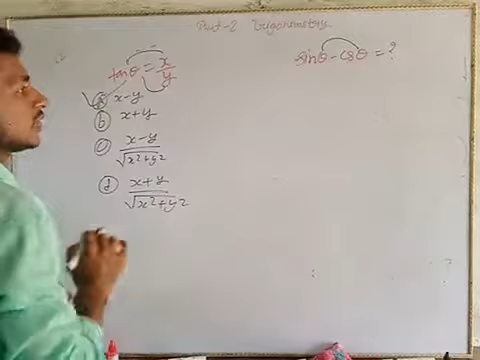 Part-2 Trigonometry
tanθ = x/y
sinθ - cosθ = ?
ⓐ x-y
ⓑ x+y
ⓒ x-y/√x²+y²
ⓓ x+y/√x²+y²